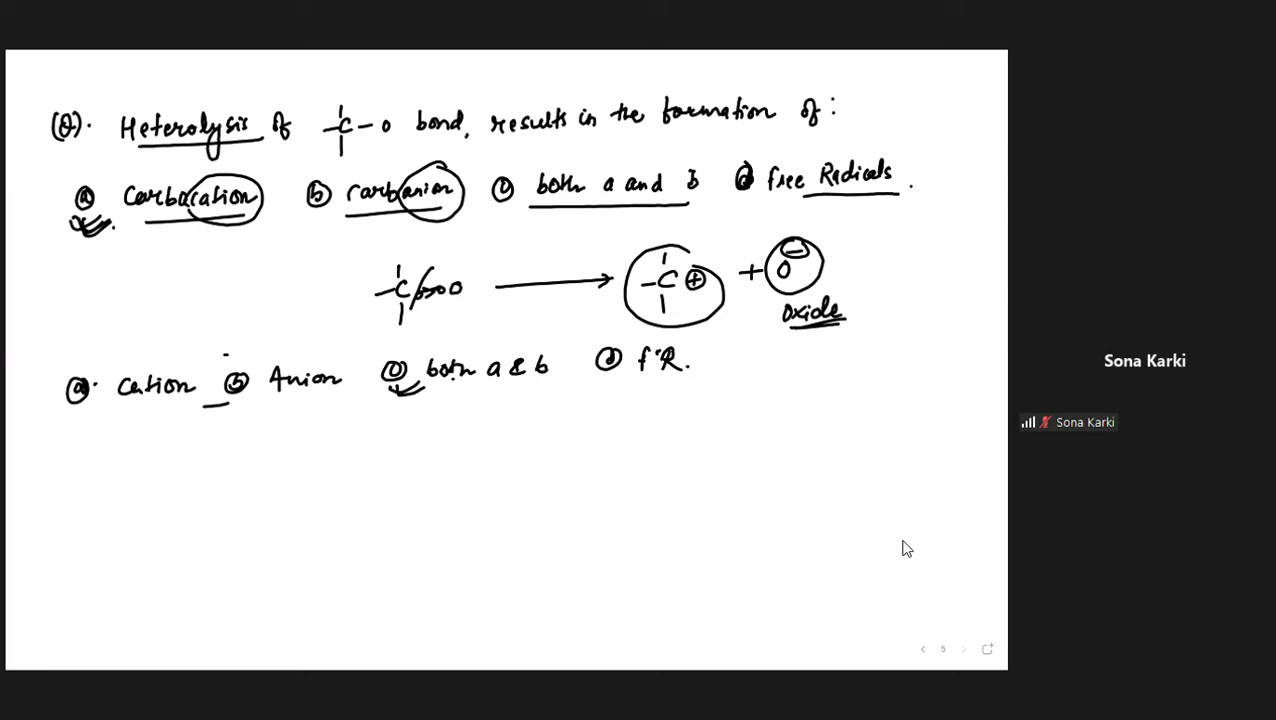 (Q). Heterolysis of -C-O bond, results in the formation of :
(a) Carbocation (b) carbanion (c) both a and b (d) free Radicals.
-C-O → -C⊕ + O⊖
oxide
(a). Cation (b) Anion (c) both a & b (d) f.R.
Sona Karki
Sona Karki
5